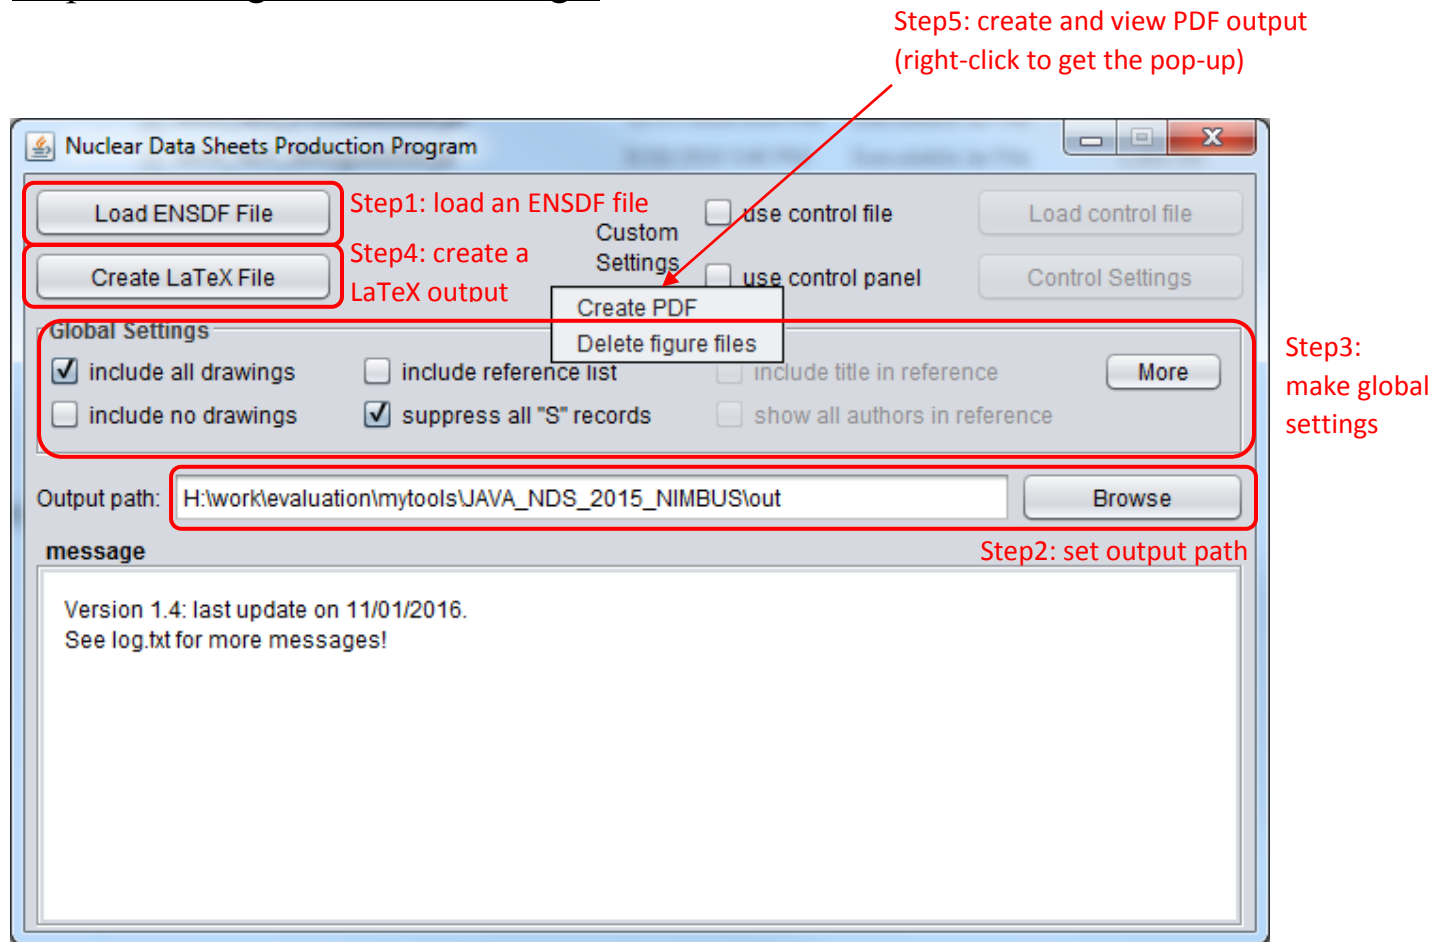 Step5: create and view PDF output
(right-click to get the pop-up)
Nuclear Data Sheets Production Program
Load ENSDF File
Step1: load an ENSDF file
Custom
Settings
use control file
Load control file
Create LaTeX File
Step4: create a
LaTeX output
use control panel
Control Settings
Create PDF
Delete figure files
Global Settings
include all drawings
include reference list
include title in reference
More
include no drawings
suppress all "S" records
show all authors in reference
Step3:
make global
settings
Output path:
H:\work\evaluation\mytools\JAVA_NDS_2015_NIMBUS\out
Browse
message
Step2: set output path
Version 1.4: last update on 11/01/2016.
See log.txt for more messages!